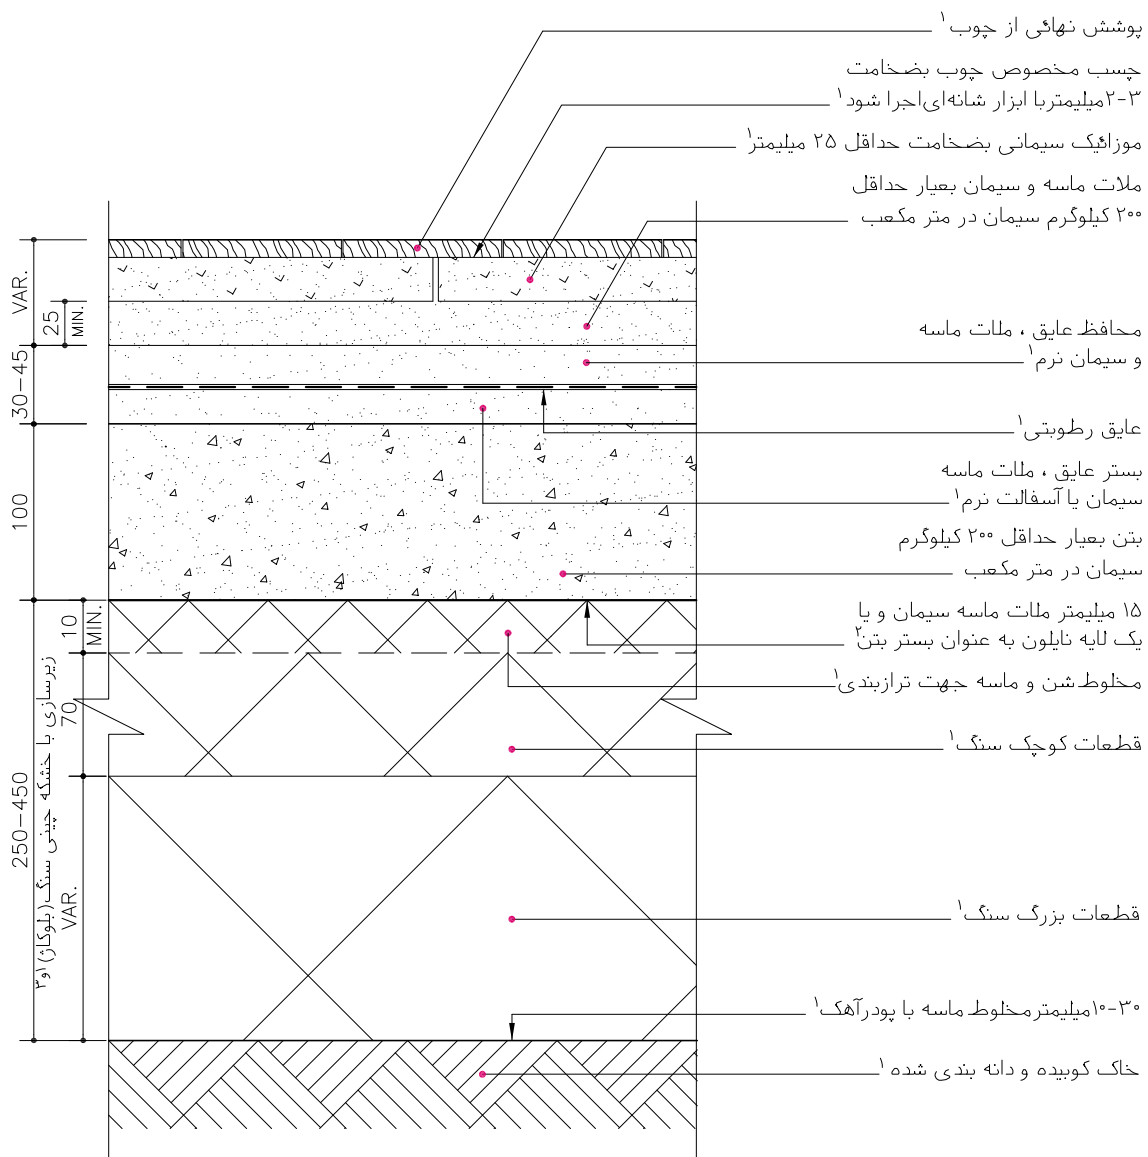 پوشش نهائی از چوب۱
چسب مخصوص چوب بضخامت
۲-۳میلیمتربا ابزار شانه‌ای‌اجرا شود۱
موزائیک سیمانی بضخامت حداقل ۲۵ میلیمتر۱
ملات ماسه و سیمان بعیار حداقل
۲۰۰ کیلوگرم سیمان در متر مکعب
محافظ عایق ، ملات ماسه
و سیمان نرم۱
عایق رطوبتی۱
بستر عایق ، ملات ماسه
سیمان یا آسفالت نرم۱
بتن بعیار حداقل ۲۰۰ کیلوگرم
سیمان در متر مکعب
۱۵ میلیمتر ملات ماسه سیمان و یا
یک لایه نایلون به عنوان بستر بتن۲
مخلوط شن و ماسه جهت ترازبندی۱
قطعات کوچک سنگ۱
قطعات بزرگ سنگ۱
۱۰-۳۰میلیمترمخلوط ماسه با پودرآهک۱
خاک کوبیده و دانه بندی شده۱
VAR.
25
MIN.
30-45
100
10
MIN.
70
VAR.
250-450
زیرسازی با خشکه چینی سنگ(بلوکاژ) ۱و۳